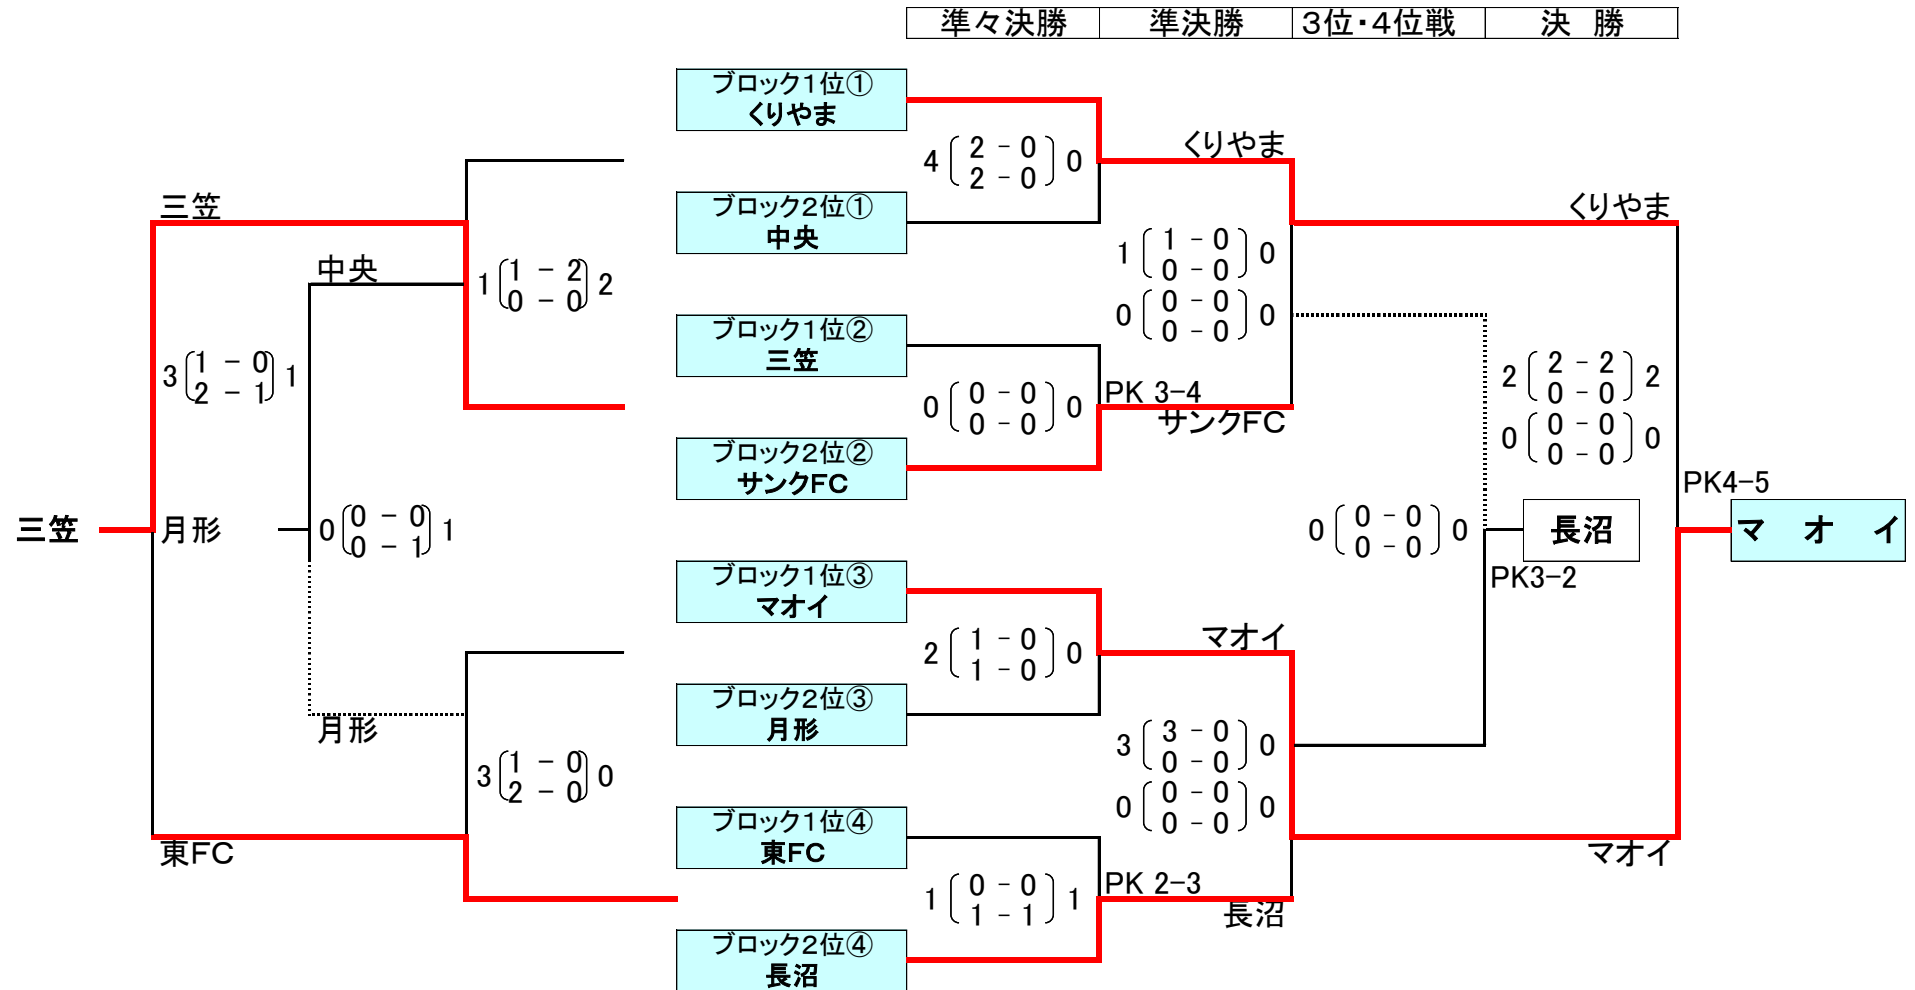 準々決勝 準決勝 3位・4位戦 決 勝
ブロック1位①
くりやま
4 2 - 0 0
2 - 0
くりやま
ブロック2位①
中央
三笠
くりやま
1 1 - 0 0
0 - 0
0 0 - 0 0
0 - 0
中央
1 1 - 2 2
0 - 0
ブロック1位②
三笠
3 1 - 0 1
2 - 1
0 0 - 0 0
0 - 0
PK 3-4
サンクFC
2 2 - 2 2
0 - 0
0 0 - 0 0
0 - 0
ブロック2位②
サンクFC
PK4-5
三笠
月形
0 0 - 0 1
0 - 1
0 0 - 0 0
0 - 0
長沼
マ オ イ
PK3-2
ブロック1位③
マオイ
2 1 - 0 0
1 - 0
マオイ
ブロック2位③
月形
月形
3 1 - 0 0
2 - 0
3 3 - 0 0
0 - 0
0 0 - 0 0
0 - 0
ブロック1位④
東FC
東FC
マオイ
1 0 - 0 1
1 - 1
PK 2-3
長沼
ブロック2位④
長沼